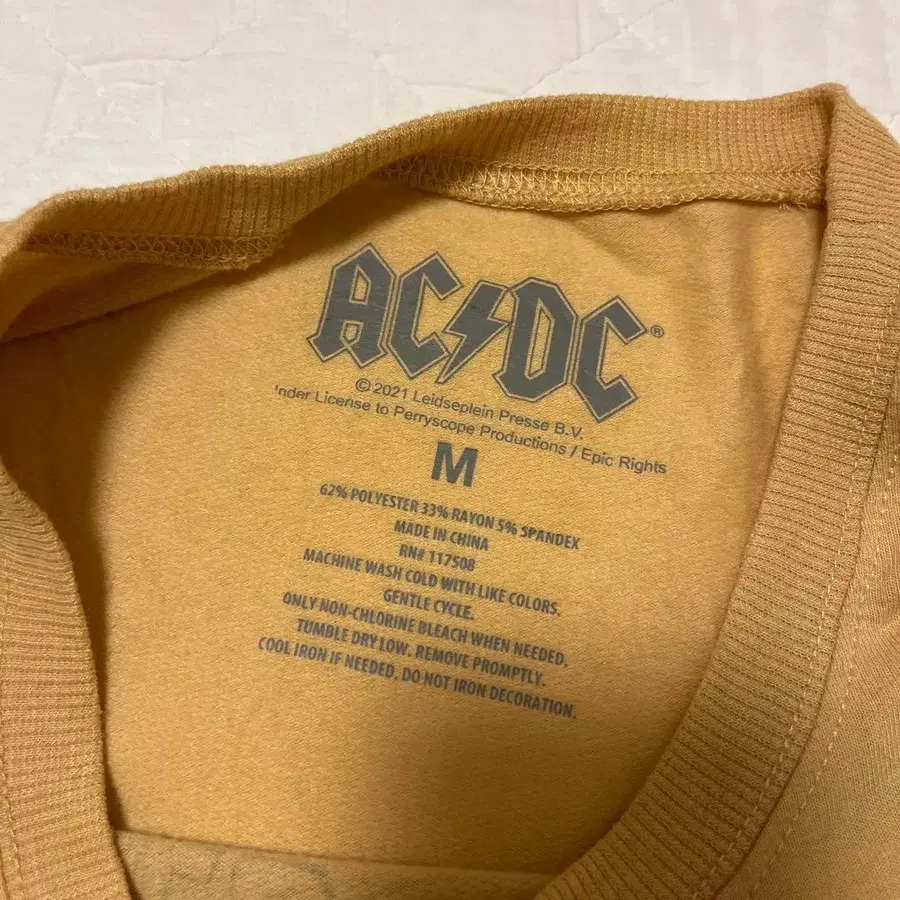 AC⚡DC®
© 2021 Leidseplein Presse B.V.
nder License to Perryscope Productions / Epic Rights
M
62% POLYESTER 33% RAYON 5% SPANDEX
MADE IN CHINA
RN# 117508
MACHINE WASH COLD WITH LIKE COLORS.
GENTLE CYCLE.
ONLY NON-CHLORINE BLEACH WHEN NEEDED.
TUMBLE DRY LOW. REMOVE PROMPTLY.
COOL IRON IF NEEDED. DO NOT IRON DECORATION.